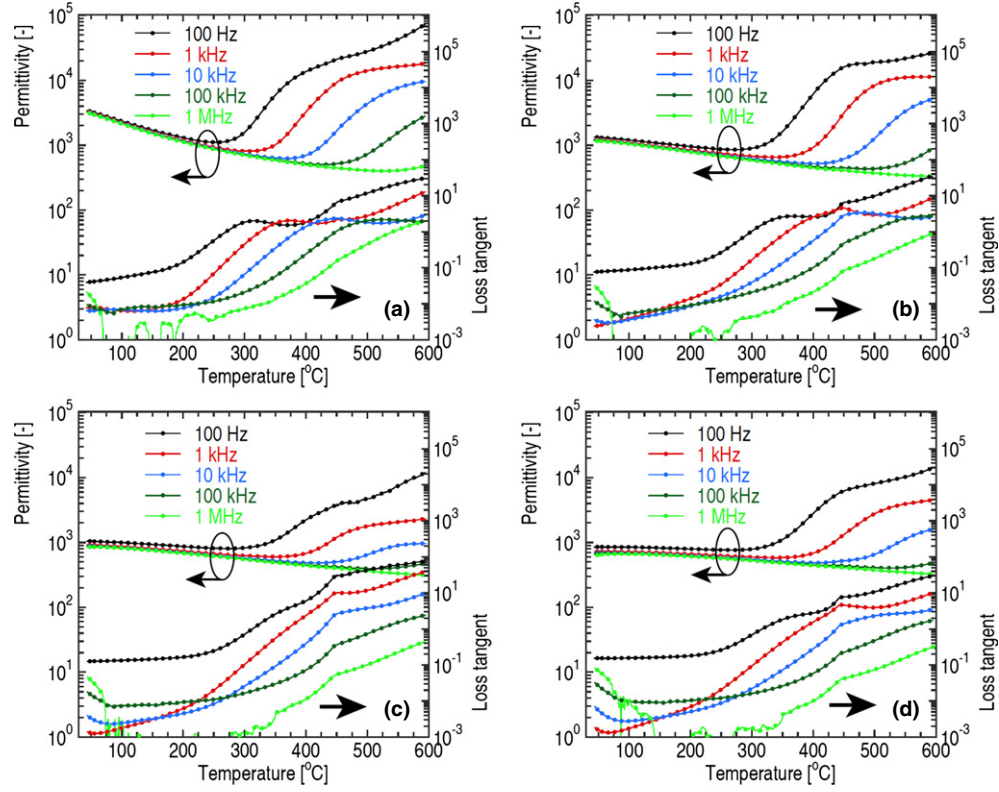 10^5
10^4
10^3
10^2
10^1
10^0
Permittivity [-]
100 Hz
1 kHz
10 kHz
100 kHz
1 MHz
10^5
10^3
10^1
10^-1
10^-3
Loss tangent
(a)
100 200 300 400 500 600
Temperature [°C]
10^5
10^4
10^3
10^2
10^1
10^0
Permittivity [-]
100 Hz
1 kHz
10 kHz
100 kHz
1 MHz
10^5
10^3
10^1
10^-1
10^-3
Loss tangent
(b)
100 200 300 400 500 600
Temperature [°C]
10^5
10^4
10^3
10^2
10^1
10^0
Permittivity [-]
100 Hz
1 kHz
10 kHz
100 kHz
1 MHz
10^5
10^3
10^1
10^-1
10^-3
Loss tangent
(c)
100 200 300 400 500 600
Temperature [°C]
10^5
10^4
10^3
10^2
10^1
10^0
Permittivity [-]
100 Hz
1 kHz
10 kHz
100 kHz
1 MHz
10^5
10^3
10^1
10^-1
10^-3
Loss tangent
(d)
100 200 300 400 500 600
Temperature [°C]